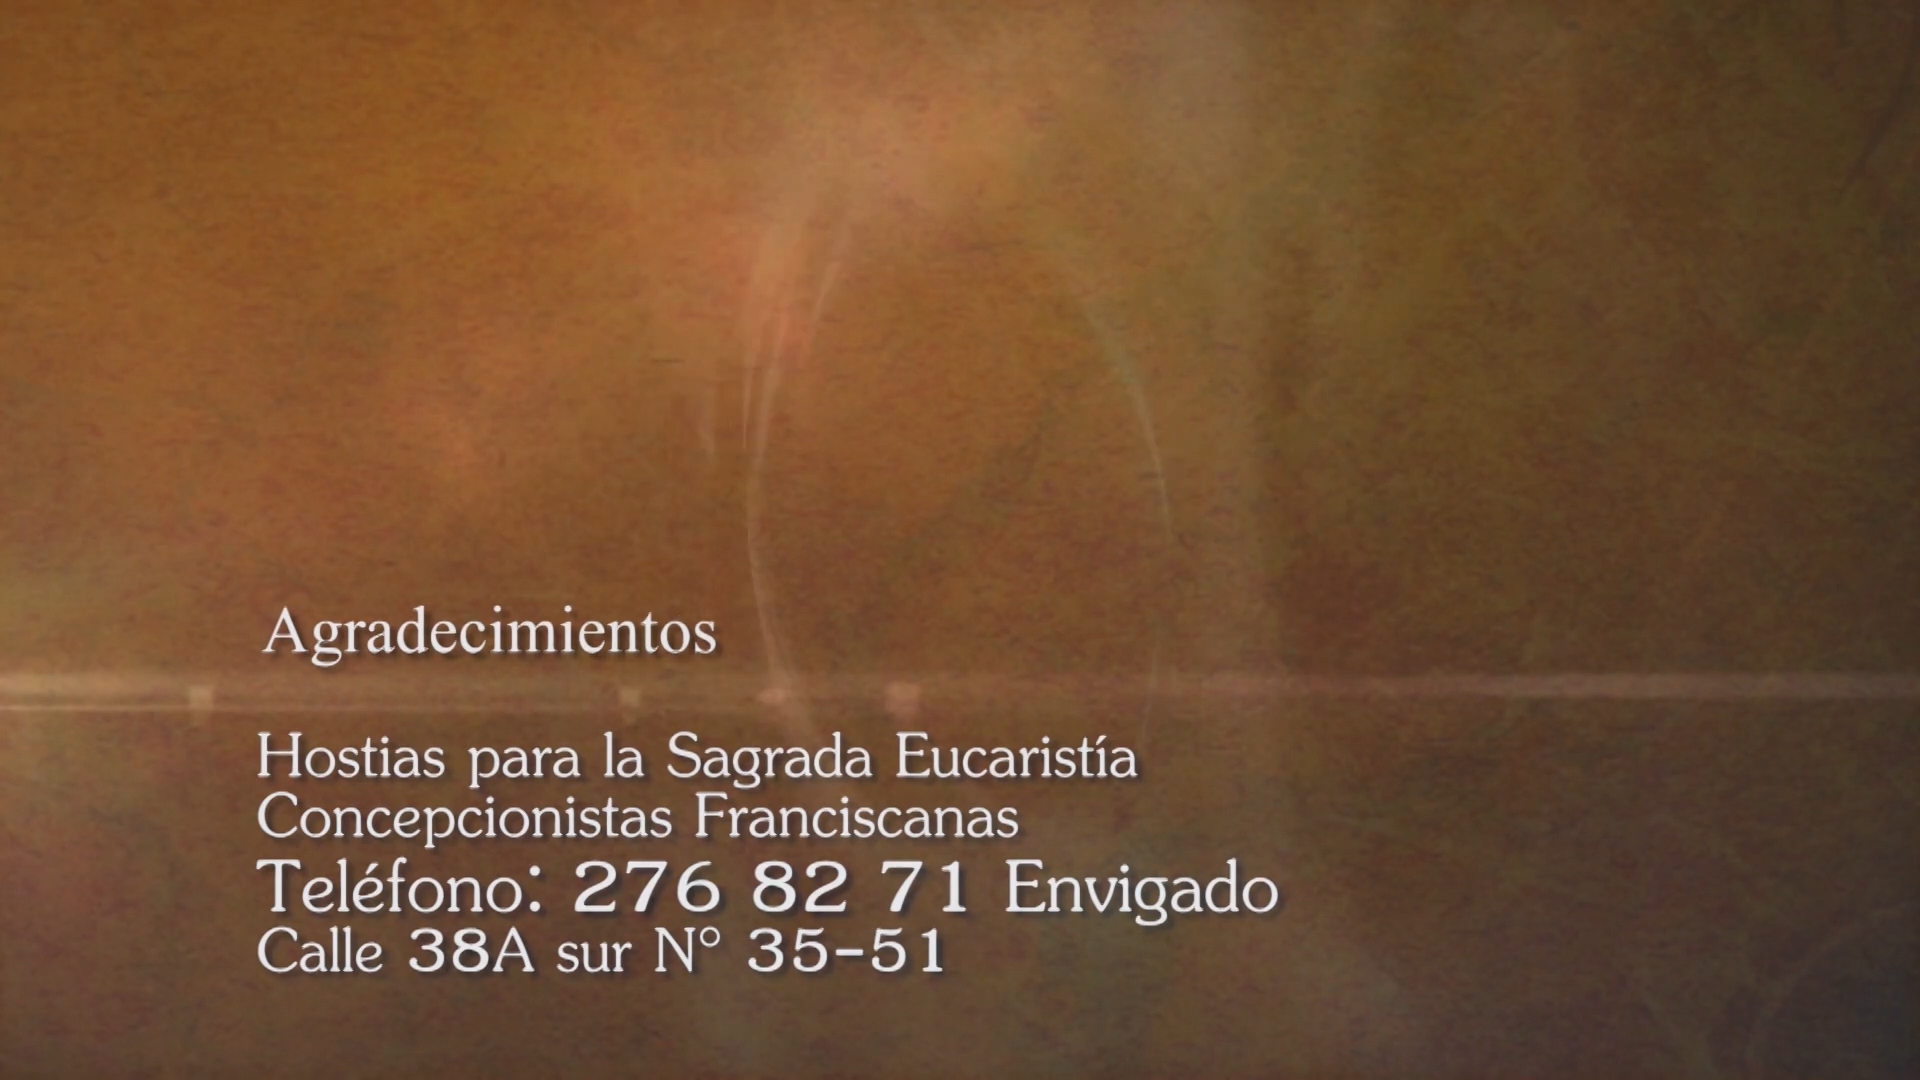 Agradecimientos
Hostias para la Sagrada Eucaristía
Concepcionistas Franciscanas
Teléfono: 276 82 71 Envigado
Calle 38A sur N° 35-51